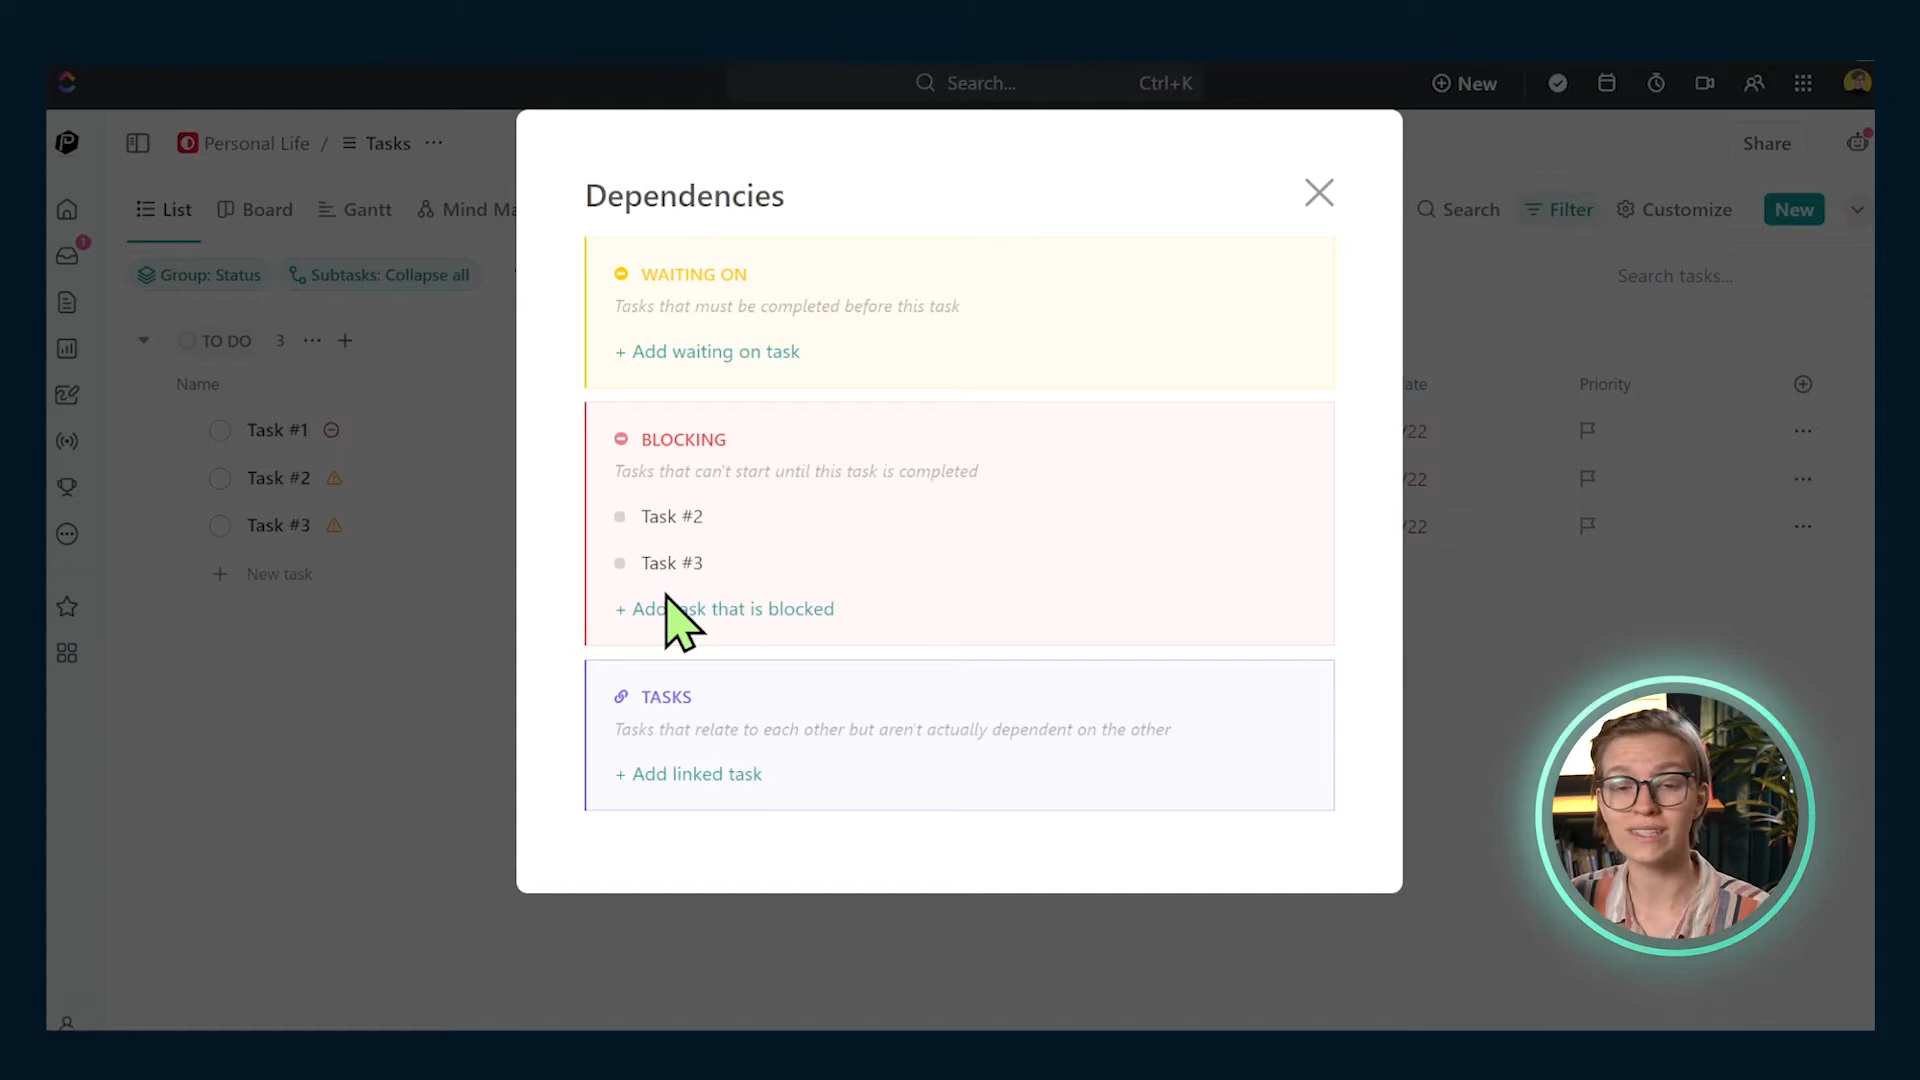 Search...
Ctrl+K
New
Personal Life / Tasks ...
Share
List
Board
Gantt
Mind Ma
Search
Filter
Customize
New
1
Group: Status
Subtasks: Collapse all
Search tasks...
TO DO 3 ... +
Name
ate
Priority
Task #1
/22
Task #2
/22
Task #3
/22
+ New task
Dependencies
WAITING ON
Tasks that must be completed before this task
+ Add waiting on task
BLOCKING
Tasks that can't start until this task is completed
Task #2
Task #3
+ Add task that is blocked
TASKS
Tasks that relate to each other but aren't actually dependent on the other
+ Add linked task